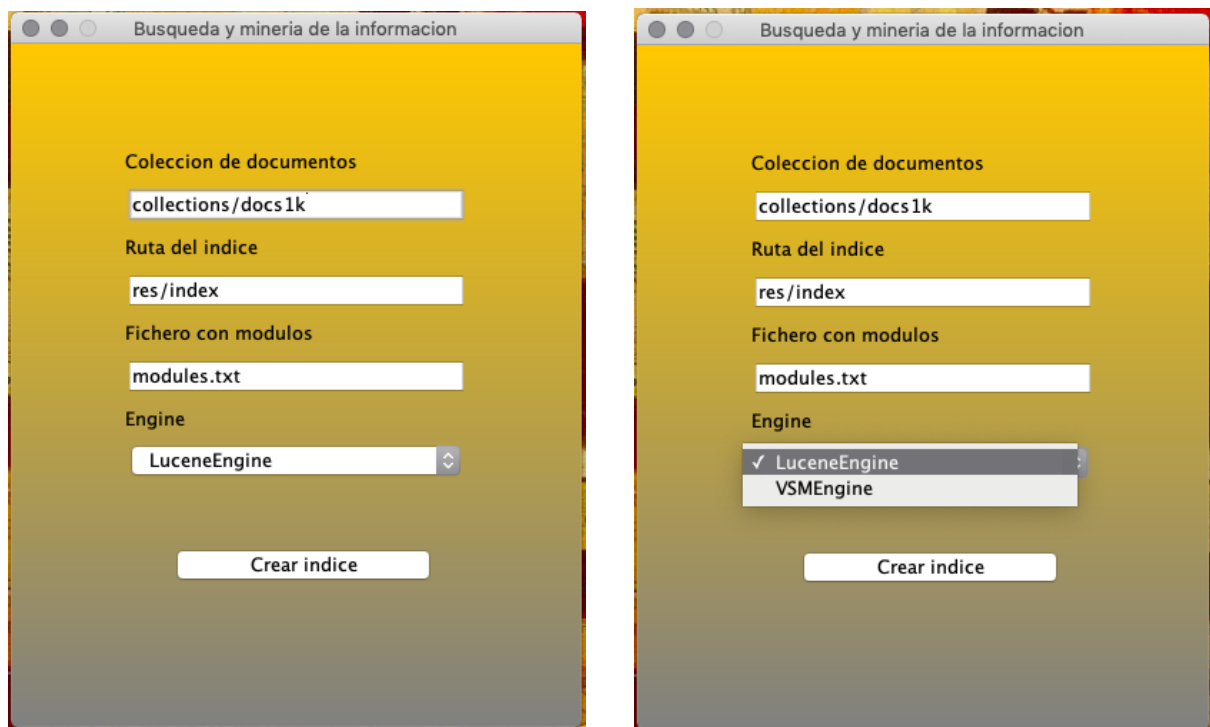 Busqueda y mineria de la informacion
Coleccion de documentos
collections/docs1k
Ruta del indice
res/index
Fichero con modulos
modules.txt
Engine
LuceneEngine
Crear indice
Busqueda y mineria de la informacion
Coleccion de documentos
collections/docs1k
Ruta del indice
res/index
Fichero con modulos
modules.txt
Engine
✓ LuceneEngine
VSMEngine
Crear indice